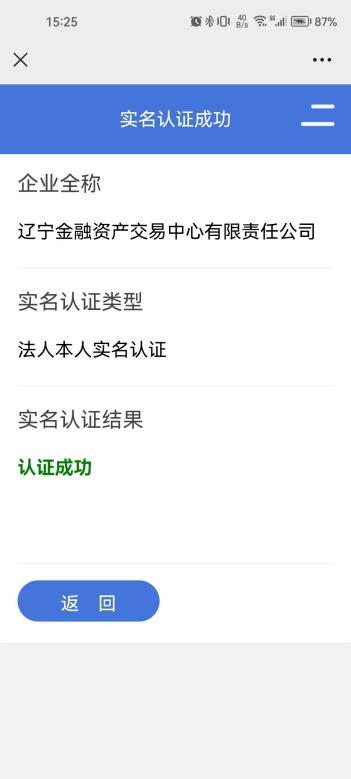 15:25
40
B/s
5G
87%
实名认证成功
企业全称
辽宁金融资产交易中心有限责任公司
实名认证类型
法人本人实名认证
实名认证结果
认证成功
返 回